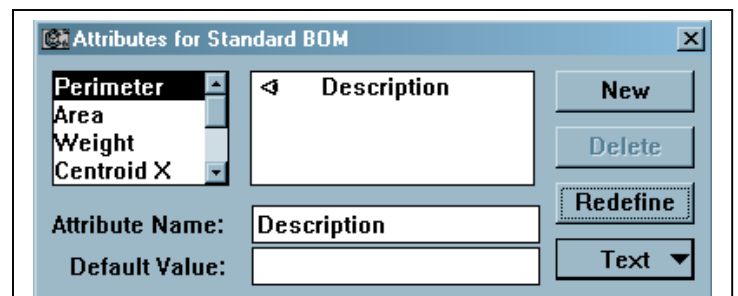 Attributes for Standard BOM
Perimeter
Area
Weight
Centroid X
Description
New
Delete
Redefine
Attribute Name: Description
Default Value:
Text